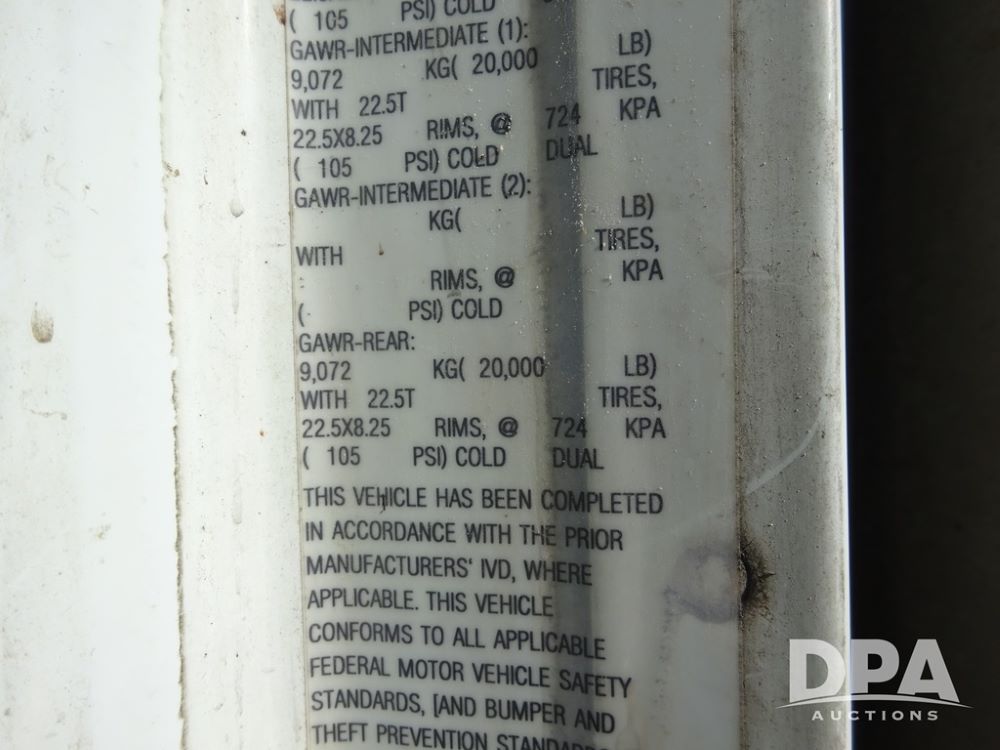 ( 105 PSI) COLD
GAWR-INTERMEDIATE (1):
9,072 KG( 20,000 LB)
WITH 22.5T TIRES,
22.5X8.25 RIMS, @ 724 KPA
( 105 PSI) COLD DUAL
GAWR-INTERMEDIATE (2):
KG( LB)
WITH TIRES,
RIMS, @ KPA
( PSI) COLD
GAWR-REAR:
9,072 KG( 20,000 LB)
WITH 22.5T TIRES,
22.5X8.25 RIMS, @ 724 KPA
( 105 PSI) COLD DUAL
THIS VEHICLE HAS BEEN COMPLETED
IN ACCORDANCE WITH THE PRIOR
MANUFACTURERS' IVD, WHERE
APPLICABLE. THIS VEHICLE
CONFORMS TO ALL APPLICABLE
FEDERAL MOTOR VEHICLE SAFETY
STANDARDS, [AND BUMPER AND
THEFT PREVENTION STANDARDS
DPA
AUCTIONS